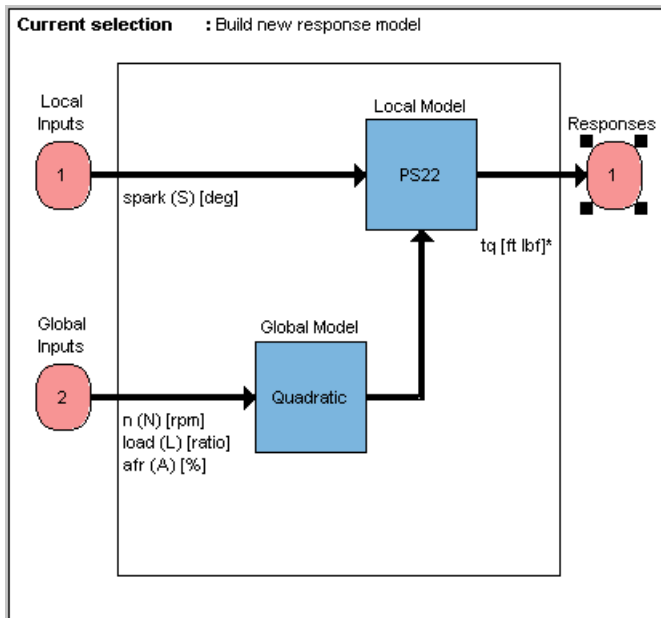 Current selection : Build new response model
Local
Inputs
1
spark (S) [deg]
Local Model
PS22
Responses
1
tq [ft lbf]*
Global
Inputs
2
n (N) [rpm]
load (L) [ratio]
afr (A) [%]
Global Model
Quadratic